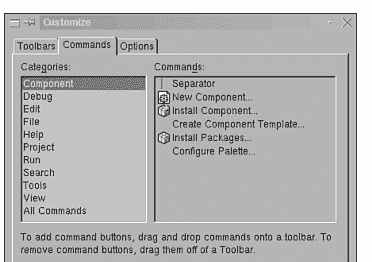 Customize
Toolbars Commands Options
Categories:
Component
Debug
Edit
File
Help
Project
Run
Search
Tools
View
All Commands
Commands:
Separator
New Component...
Install Component...
Create Component Template...
Install Packages...
Configure Palette...
To add command buttons, drag and drop commands onto a toolbar. To
remove command buttons, drag them off of a Toolbar.